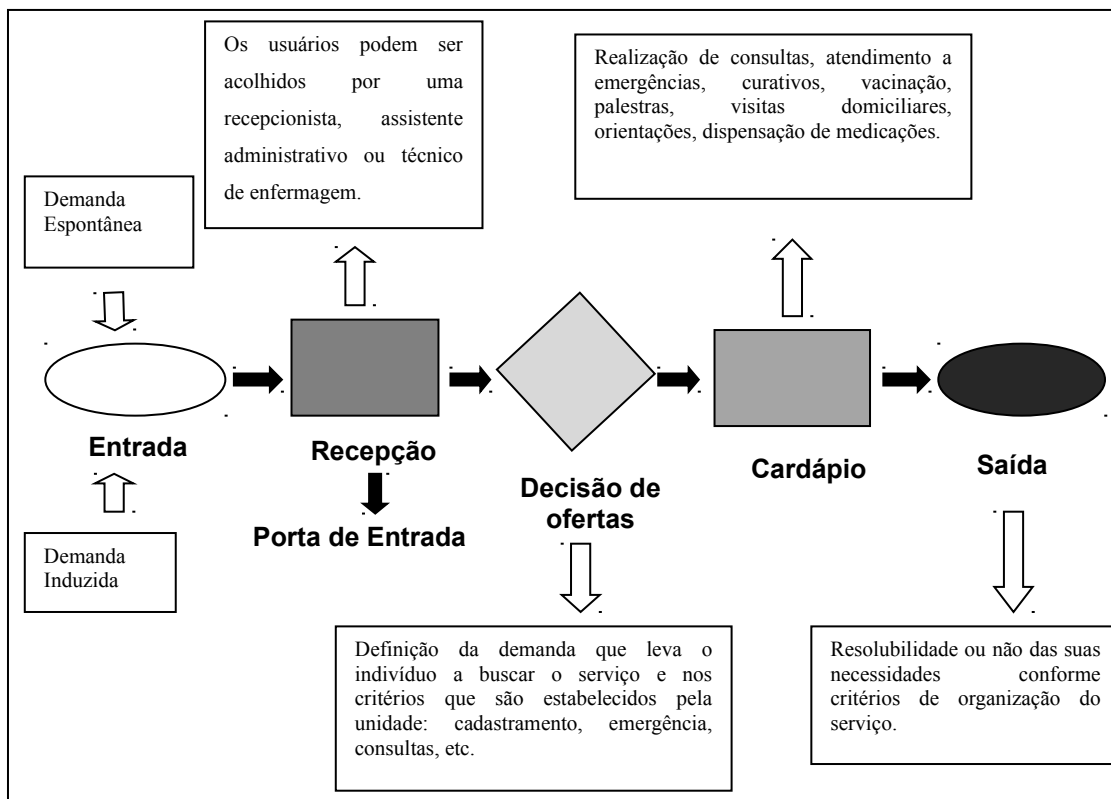 Os usuários podem ser
acolhidos por uma
recepcionista, assistente
administrativo ou técnico
de enfermagem.
Realização de consultas, atendimento a
emergências, curativos, vacinação,
palestras, visitas domiciliares,
orientações, dispensação de medicações.
Demanda
Espontânea
Entrada
Recepção
Decisão de
ofertas
Cardápio
Saída
Porta de Entrada
Demanda
Induzida
Definição da demanda que leva o
indivíduo a buscar o serviço e nos
critérios que são estabelecidos pela
unidade: cadastramento, emergência,
consultas, etc.
Resolubilidade ou não das suas
necessidades conforme
critérios de organização do
serviço.